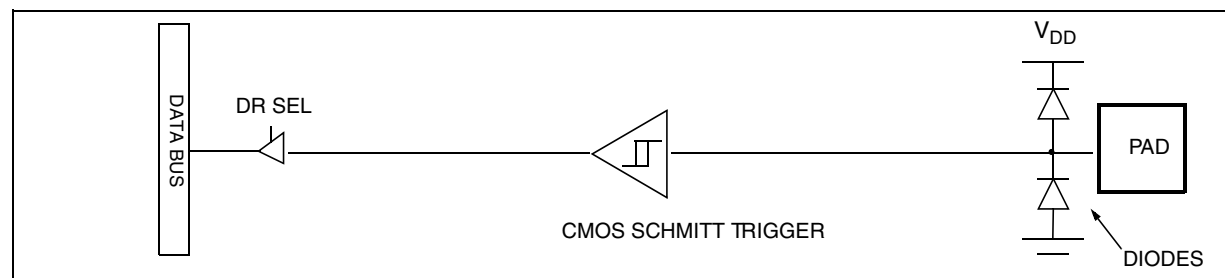 V_DD
DATA BUS
DR SEL
PAD
CMOS SCHMITT TRIGGER
DIODES